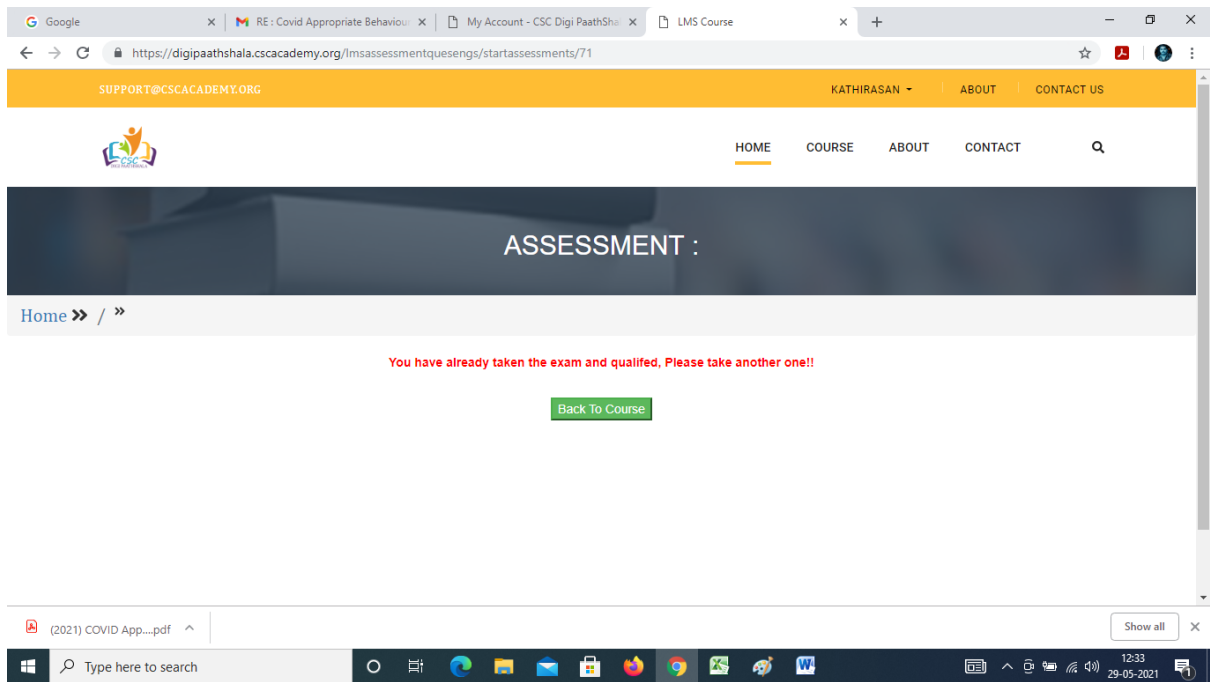 Google
RE : Covid Appropriate Behaviour
My Account - CSC Digi PaathSha
LMS Course
https://digipaathshala.cscacademy.org/lmsassessmentquesengs/startassessments/71
SUPPORT@CSCACADEMY.ORG
KATHIRASAN
ABOUT
CONTACT US
CSC
HOME
COURSE
ABOUT
CONTACT
ASSESSMENT :
Home » / »
You have already taken the exam and qualifed, Please take another one!!
Back To Course
(2021) COVID App....pdf
Show all
Type here to search
12:33
29-05-2021